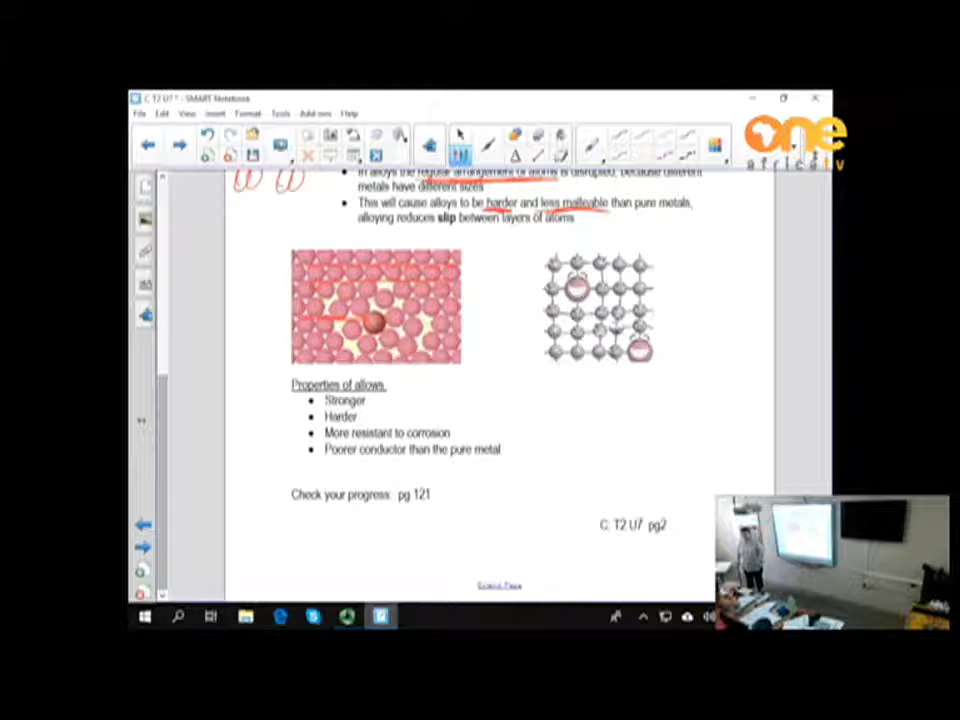 C T2 U7 * - SMART Notebook
File Edit View Insert Format Tools Add-ons Help
one
africa tv
In alloys the regular arrangement of atoms is disrupted, because different
metals have different sizes
This will cause alloys to be harder and less malleable than pure metals,
alloying reduces slip between layers of atoms
Properties of allows
Stronger
Harder
More resistant to corrosion
Poorer conductor than the pure metal
Check your progress: pg 121
C. T2 U7 pg2
Extend Page